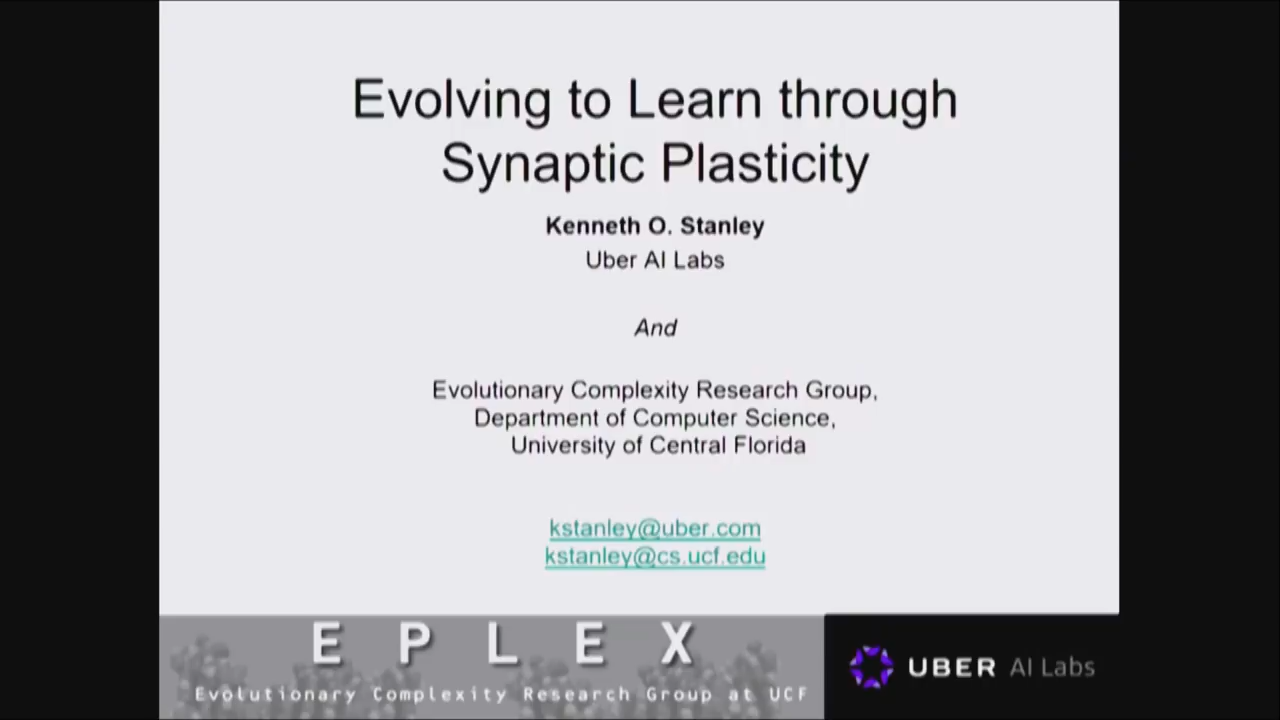 Evolving to Learn through
Synaptic Plasticity
Kenneth O. Stanley
Uber AI Labs
And
Evolutionary Complexity Research Group,
Department of Computer Science,
University of Central Florida
kstanley@uber.com
kstanley@cs.ucf.edu
E P L E X
Evolutionary Complexity Research Group at UCF
UBER AI Labs